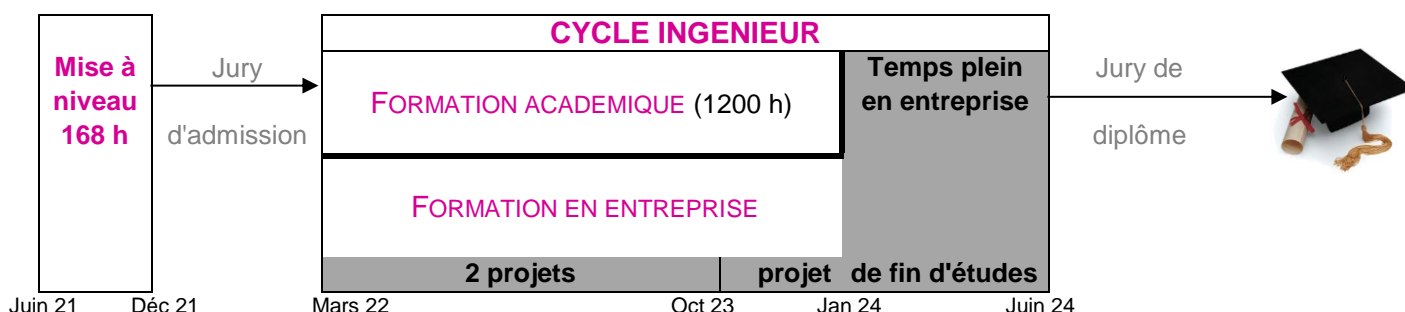 CYCLE INGENIEUR
Mise à
niveau
168 h
Jury
d'admission
FORMATION ACADEMIQUE (1200 h)
Temps plein
en entreprise
Jury de
diplôme
FORMATION EN ENTREPRISE
2 projets
projet de fin d'études
Juin 21 Déc 21 Mars 22 Oct 23 Jan 24 Juin 24